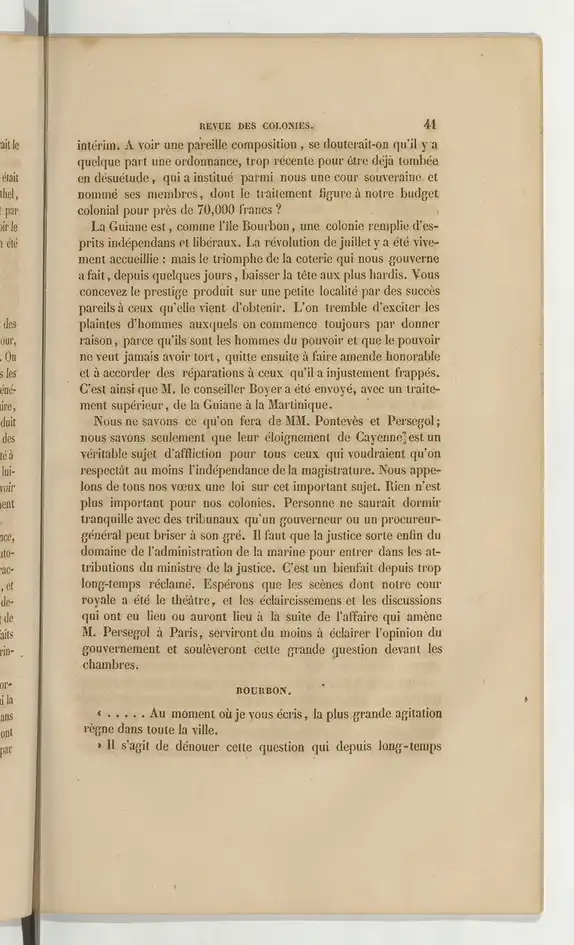 REVUE DES COLONIES. 41
intérim. A voir une pareille composition, se douterait-on qu'il y a
quelque part une ordonnance, trop récente pour être déjà tombée
en désuétude, qui a institué parmi nous une cour souveraine et
nommé ses membres, dont le traitement figure à notre budget
colonial pour près de 70,000 francs ?
La Guiane est, comme l'île Bourbon, une colonie remplie d'es-
prits indépendans et libéraux. La révolution de juillet y a été vive-
ment accueillie : mais le triomphe de la coterie qui nous gouverne
a fait, depuis quelques jours, baisser la tête aux plus hardis. Vous
concevez le prestige produit sur une petite localité par des succès
pareils à ceux qu'elle vient d'obtenir. L'on tremble d'exciter les
plaintes d'hommes auxquels on commence toujours par donner
raison, parce qu'ils sont les hommes du pouvoir et que le pouvoir
ne veut jamais avoir tort, quitte ensuite à faire amende honorable
et à accorder des réparations à ceux qu'il a injustement frappés.
C'est ainsi que M. le conseiller Boyer a été envoyé, avec un traite-
ment supérieur, de la Guiane à la Martinique.
Nous ne savons ce qu'on fera de MM. Pontevès et Persegol;
nous savons seulement que leur éloignement de Cayenne est un
véritable sujet d'affliction pour tous ceux qui voudraient qu'on
respectât au moins l'indépendance de la magistrature. Nous appe-
lons de tous nos vœux une loi sur cet important sujet. Rien n'est
plus important pour nos colonies. Personne ne saurait dormir
tranquille avec des tribunaux qu'un gouverneur ou un procureur-
général peut briser à son gré. Il faut que la justice sorte enfin du
domaine de l'administration de la marine pour entrer dans les at-
tributions du ministre de la justice. C'est un bienfait depuis trop
long-temps réclamé. Espérons que les scènes dont notre cour
royale a été le théâtre, et les éclaircissemens et les discussions
qui ont eu lieu ou auront lieu à la suite de l'affaire qui amène
M. Persegol à Paris, serviront du moins à éclairer l'opinion du
gouvernement et soulèveront cette grande question devant les
chambres.
BOURBON.
« ..... Au moment où je vous écris, la plus grande agitation
règne dans toute la ville.
» Il s'agit de dénouer cette question qui depuis long-temps